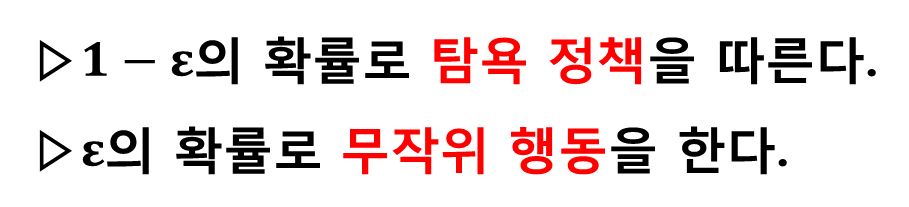 ▷1 − ε의 확률로 탐욕 정책을 따른다.
▷ε의 확률로 무작위 행동을 한다.